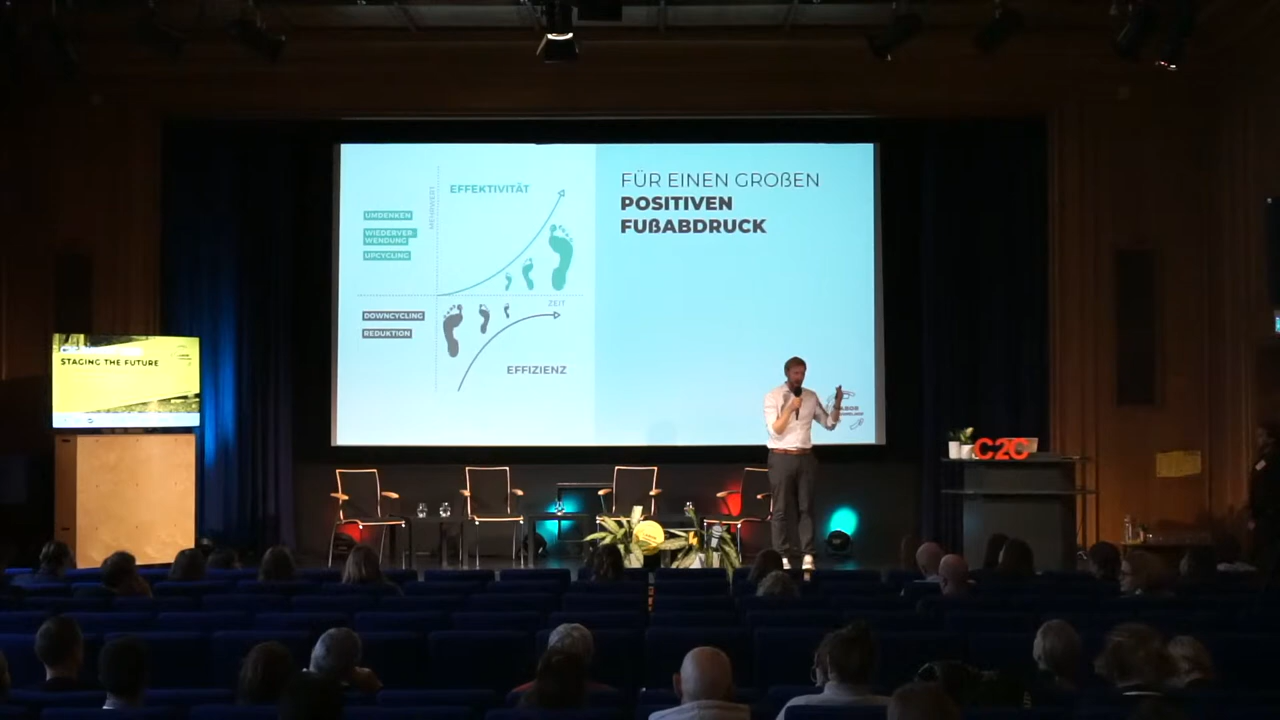 EFFEKTIVITÄT
MEHRWERT
UMDENKEN
WIEDERVER-
WENDUNG
UPCYCLING
ZEIT
DOWNCYCLING
REDUKTION
EFFIZIENZ
FÜR EINEN GROßEN
POSITIVEN
FUßABDRUCK
STAGING THE FUTURE
C2C